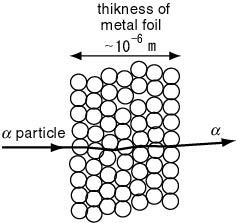 thikness of
metal foil
~10⁻⁶ m
α particle
α